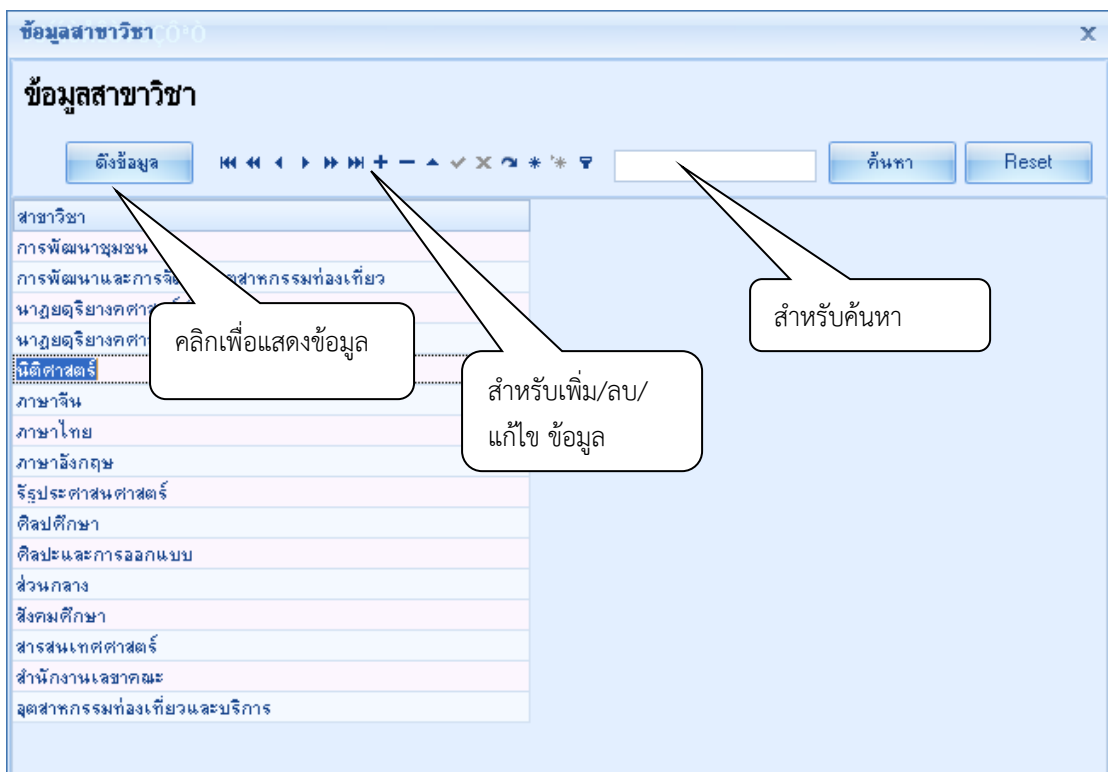 ข้อมูลสาขาวิชา
ข้อมูลสาขาวิชา
ดึงข้อมูล
ค้นหา
Reset
สาขาวิชา
การพัฒนาชุมชน
การพัฒนาและการจั
ตสาหกรรมท่องเที่ยว
นาฏยดุริยางคศาสตร์
นาฏยดุริยางคศา
นิติศาสตร์
ภาษาจีน
ภาษาไทย
ภาษาอังกฤษ
รัฐประศาสนศาสตร์
ศิลปศึกษา
ศิลปะและการออกแบบ
ส่วนกลาง
สังคมศึกษา
สารสนเทศศาสตร์
สำนักงานเลขาคณะ
อุตสาหกรรมท่องเที่ยวและบริการ
คลิกเพื่อแสดงข้อมูล
สำหรับเพิ่ม/ลบ/
แก้ไข ข้อมูล
สำหรับค้นหา